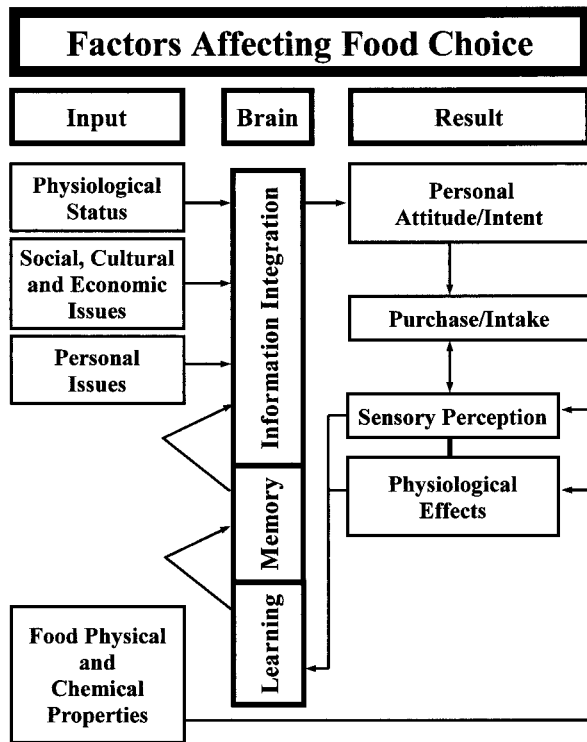 Factors Affecting Food Choice
Input
Brain
Result
Physiological
Status
Social, Cultural
and Economic
Issues
Personal
Issues
Food Physical
and
Chemical
Properties
Information Integration
Memory
Learning
Personal
Attitude/Intent
Purchase/Intake
Sensory Perception
Physiological
Effects